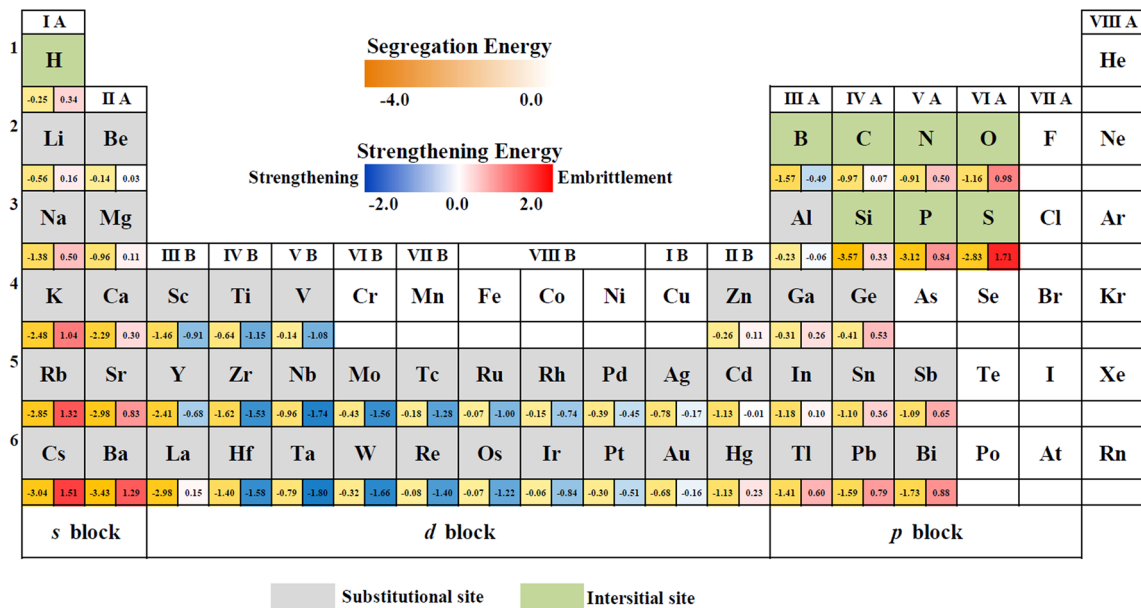 I A VIII A
1 H Segregation Energy He
-4.0 0.0
-0.25 0.34 II A III A IV A V A VI A VII A
2 Li Be B C N O F Ne
Strengthening Energy
Strengthening Embrittlement
-0.56 0.16 -0.14 0.03 -1.57 -0.49 -0.97 0.07 -0.91 0.50 -1.16 0.98
-2.0 0.0 2.0
3 Na Mg Al Si P S Cl Ar
-1.38 0.50 -0.96 0.11 III B IV B V B VI B VII B VIII B I B II B -0.23 -0.06 -3.57 0.33 -3.12 0.84 -2.83 1.71
4 K Ca Sc Ti V Cr Mn Fe Co Ni Cu Zn Ga Ge As Se Br Kr
-2.48 1.04 -2.29 0.30 -1.46 -0.91 -0.64 -1.15 -0.14 -1.08 -0.26 0.11 -0.31 0.26 -0.41 0.53
5 Rb Sr Y Zr Nb Mo Tc Ru Rh Pd Ag Cd In Sn Sb Te I Xe
-2.85 1.32 -2.98 0.83 -2.41 -0.68 -1.62 -1.53 -0.96 -1.74 -0.43 -1.56 -0.18 -1.28 -0.07 1.00 -0.15 -0.74 -0.39 -0.45 -0.78 -0.17 -1.13 -0.01 -1.18 0.10 -1.10 0.36 -1.09 0.65
6 Cs Ba La Hf Ta W Re Os Ir Pt Au Hg Tl Pb Bi Po At Rn
-3.04 1.51 -3.43 1.29 -2.98 0.15 -1.40 -1.58 -0.79 -1.80 -0.32 -1.66 -0.08 -1.40 -0.07 -1.22 -0.06 -0.84 -0.30 -0.51 -0.68 -0.16 -1.13 0.23 -1.41 0.60 -1.59 0.79 -1.73 0.88
s block d block p block
Substitutional site Intersitial site